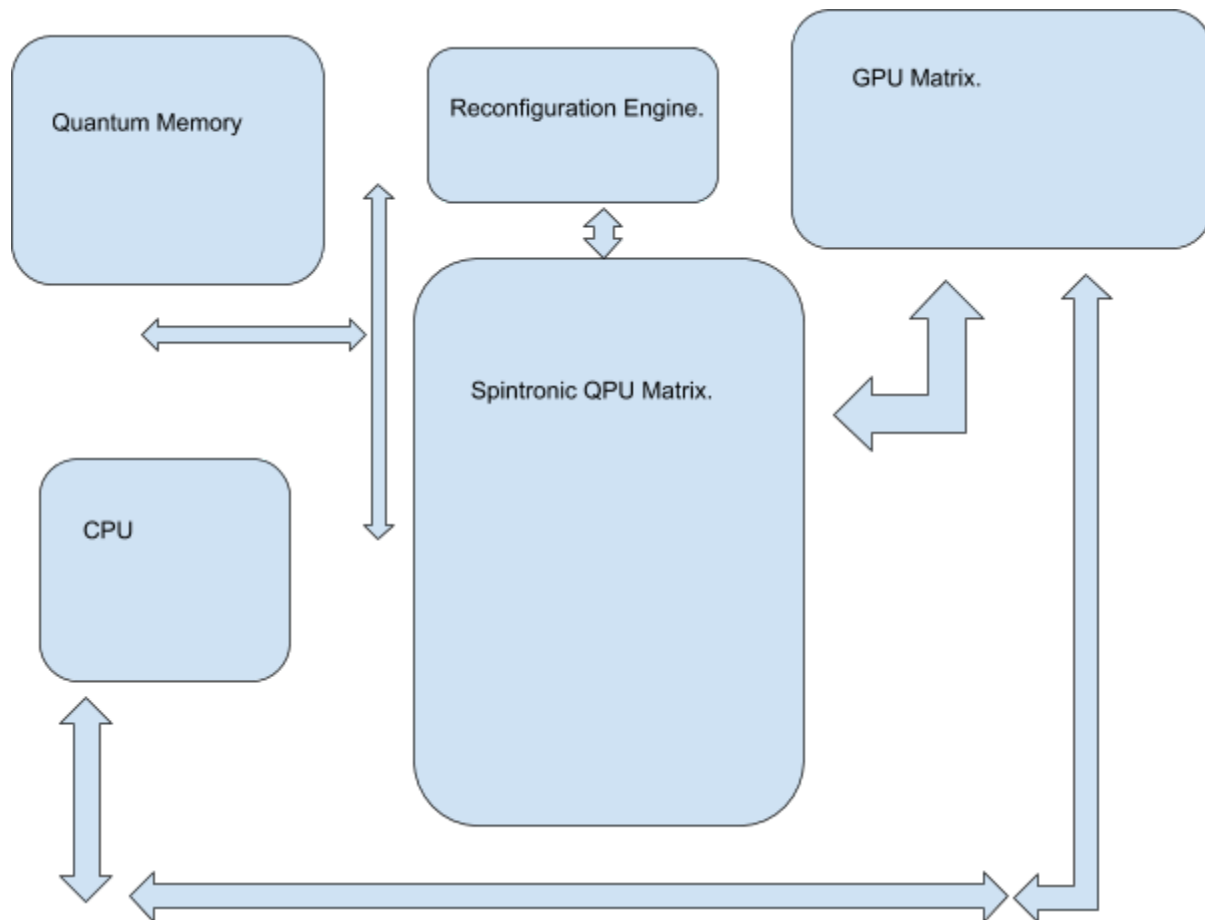 Quantum Memory
Reconfiguration Engine.
GPU Matrix.
Spintronic QPU Matrix.
CPU